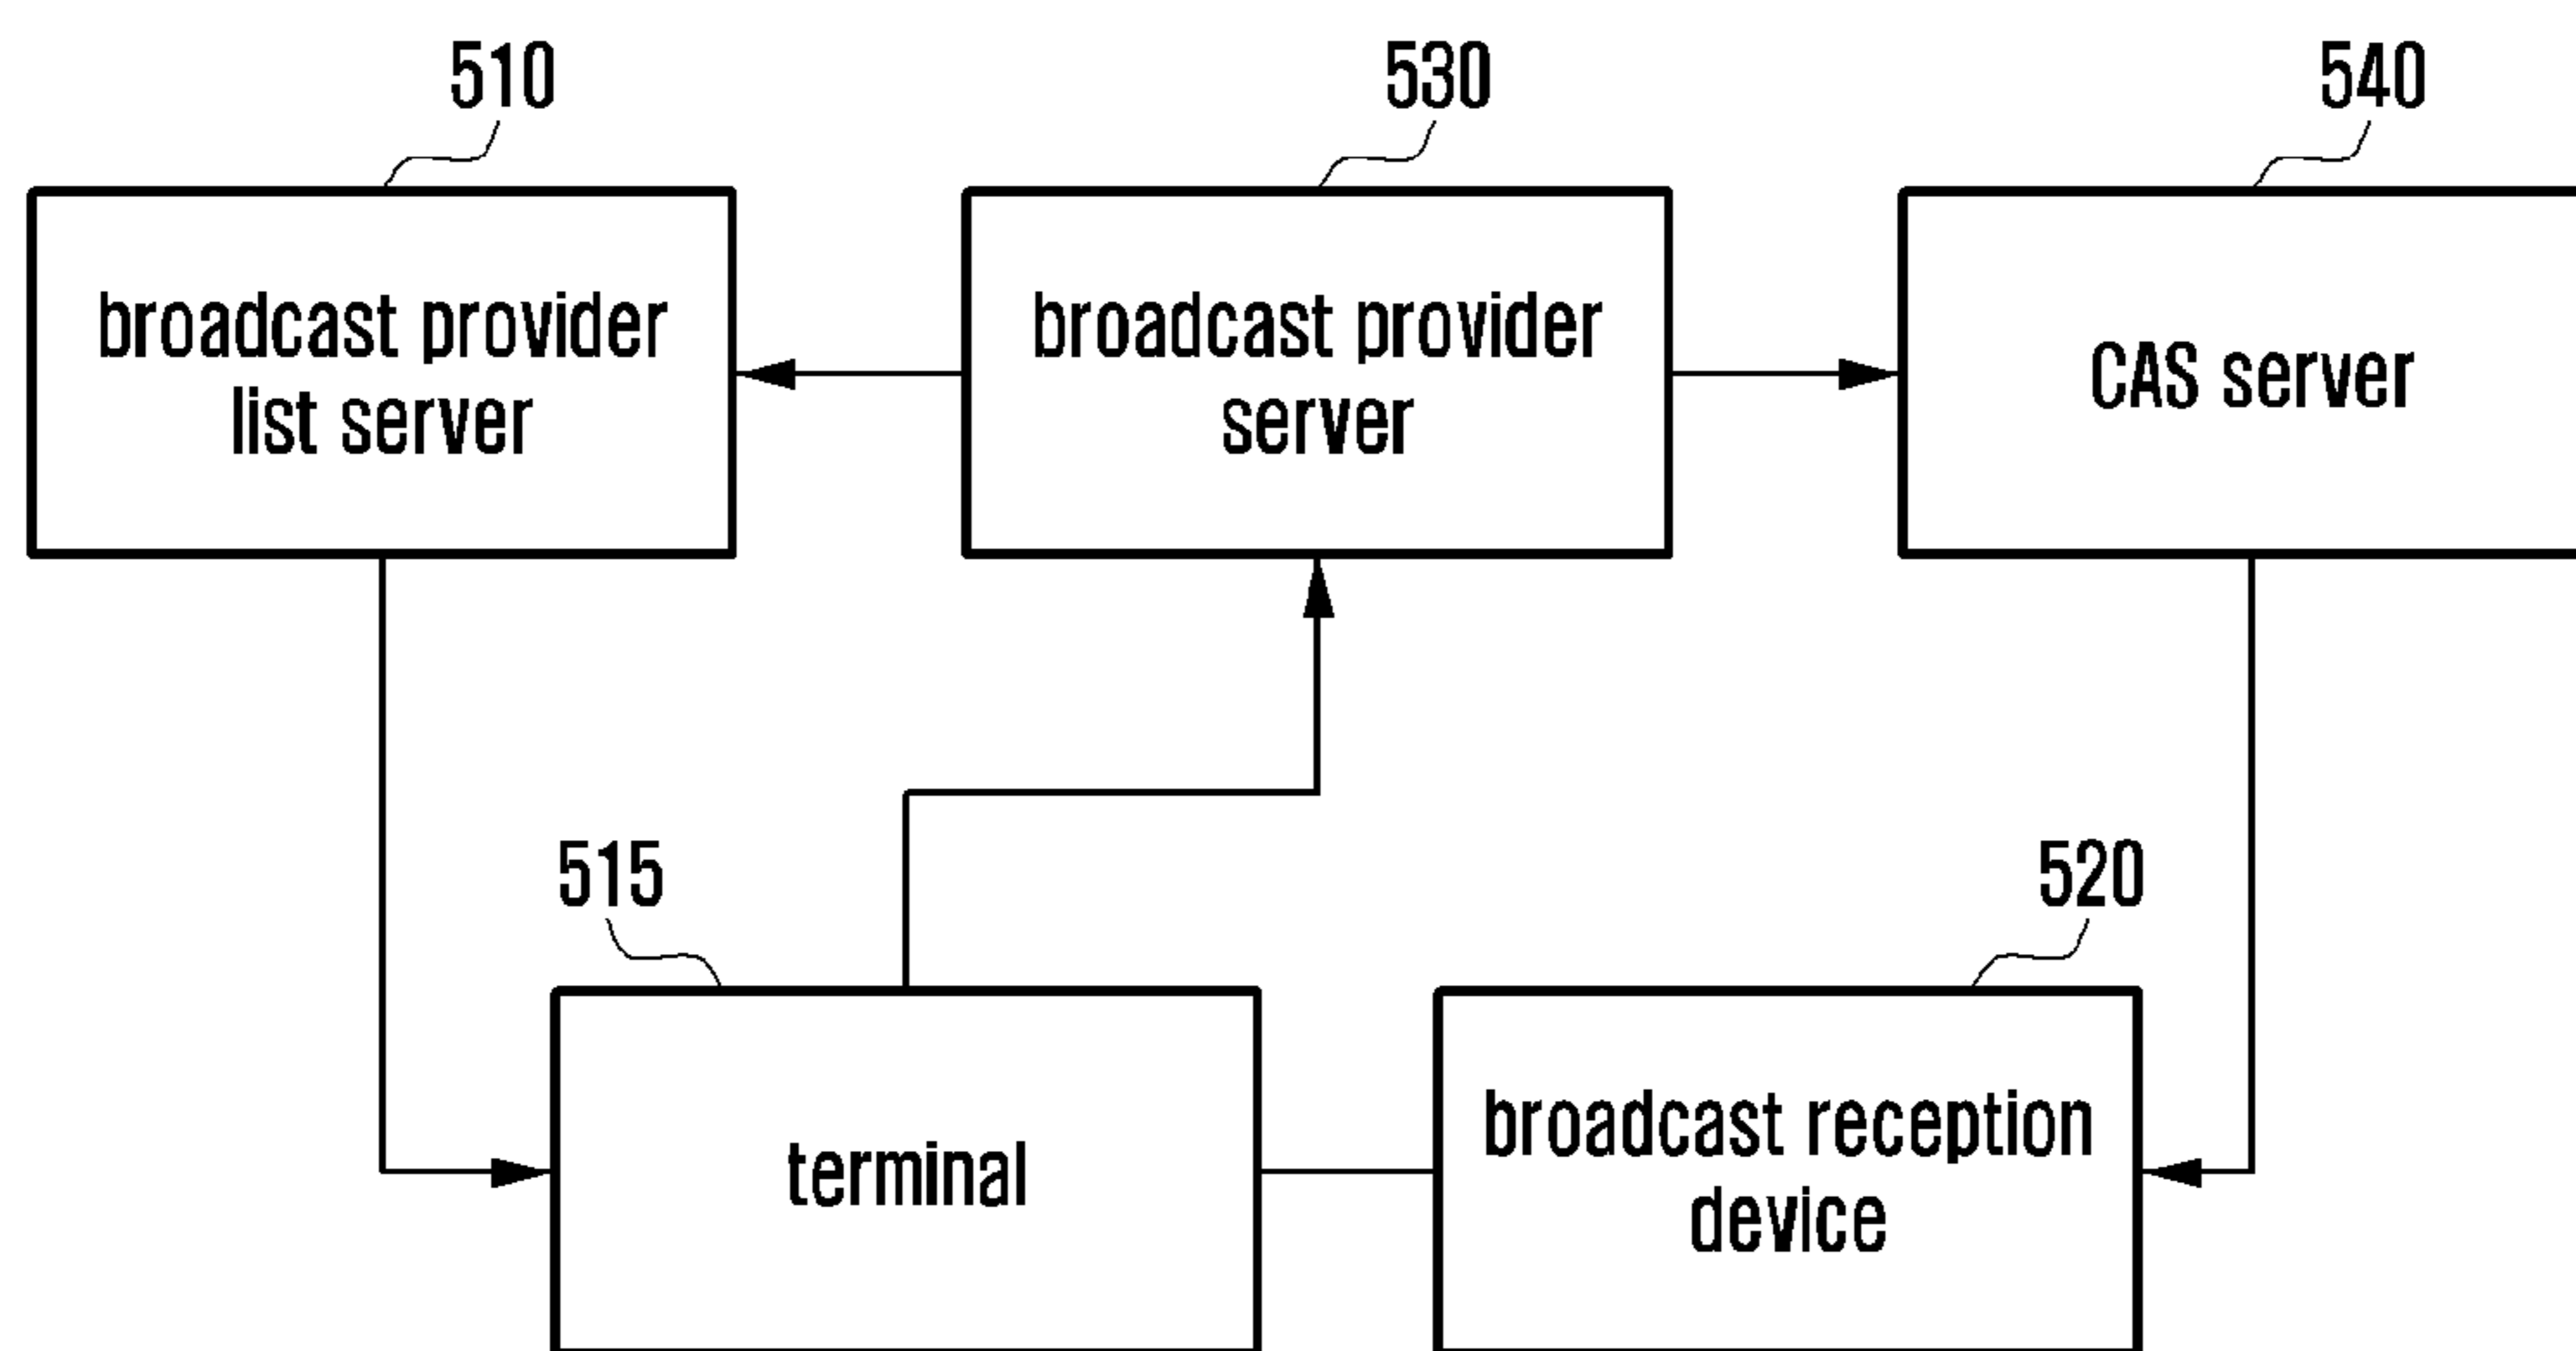 510
530
540
broadcast provider
list server
broadcast provider
server
CAS server
515
520
terminal
broadcast reception
device